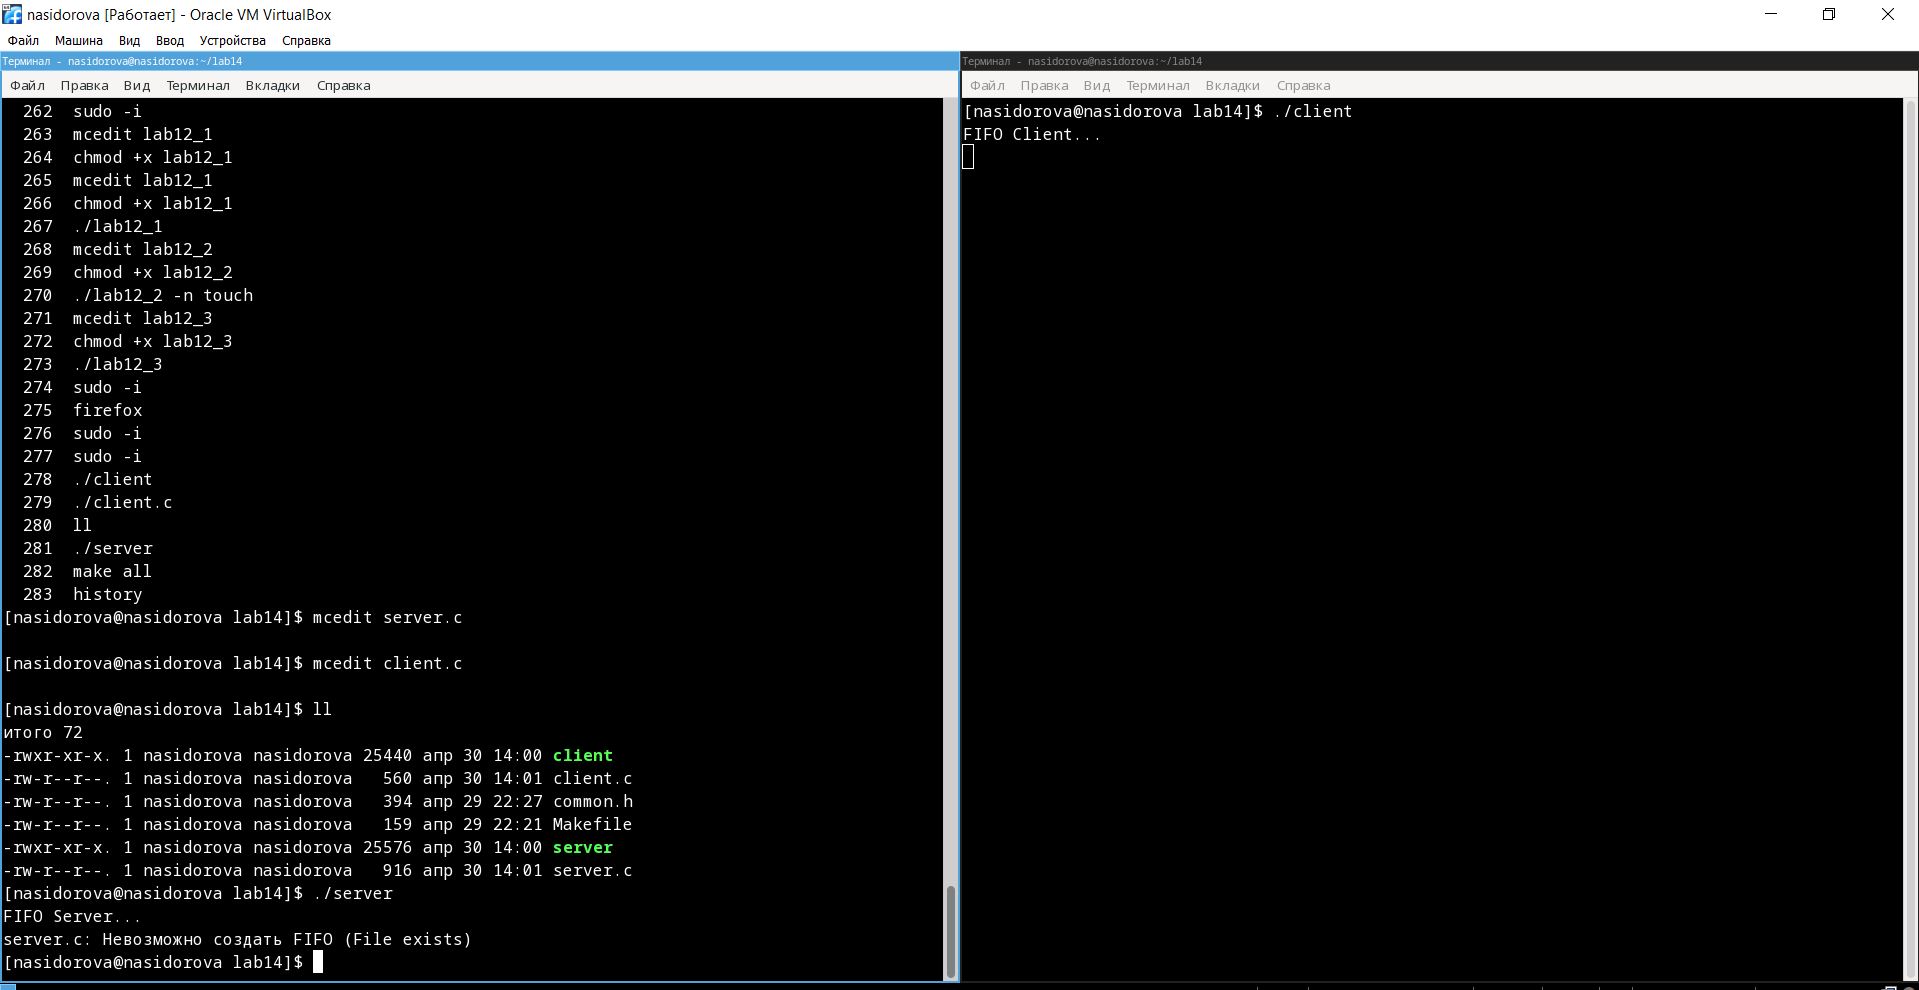 nasidorova [Работает] - Oracle VM VirtualBox
Файл Машина Вид Ввод Устройства Справка
Терминал - nasidorova@nasidorova:~/lab14
Файл Правка Вид Терминал Вкладки Справка
262 sudo -i
263 mcedit lab12_1
264 chmod +x lab12_1
265 mcedit lab12_1
266 chmod +x lab12_1
267 ./lab12_1
268 mcedit lab12_2
269 chmod +x lab12_2
270 ./lab12_2 -n touch
271 mcedit lab12_3
272 chmod +x lab12_3
273 ./lab12_3
274 sudo -i
275 firefox
276 sudo -i
277 sudo -i
278 ./client
279 ./client.c
280 ll
281 ./server
282 make all
283 history
[nasidorova@nasidorova lab14]$ mcedit server.c
[nasidorova@nasidorova lab14]$ mcedit client.c
[nasidorova@nasidorova lab14]$ ll
итого 72
-rwxr-xr-x. 1 nasidorova nasidorova 25440 апр 30 14:00 client
-rw-r--r--. 1 nasidorova nasidorova 560 апр 30 14:01 client.c
-rw-r--r--. 1 nasidorova nasidorova 394 апр 29 22:27 common.h
-rw-r--r--. 1 nasidorova nasidorova 159 апр 29 22:21 Makefile
-rwxr-xr-x. 1 nasidorova nasidorova 25576 апр 30 14:00 server
-rw-r--r--. 1 nasidorova nasidorova 916 апр 30 14:01 server.c
[nasidorova@nasidorova lab14]$ ./server
FIFO Server...
server.c: Невозможно создать FIFO (File exists)
[nasidorova@nasidorova lab14]$
Терминал - nasidorova@nasidorova:~/lab14
Файл Правка Вид Терминал Вкладки Справка
[nasidorova@nasidorova lab14]$ ./client
FIFO Client...